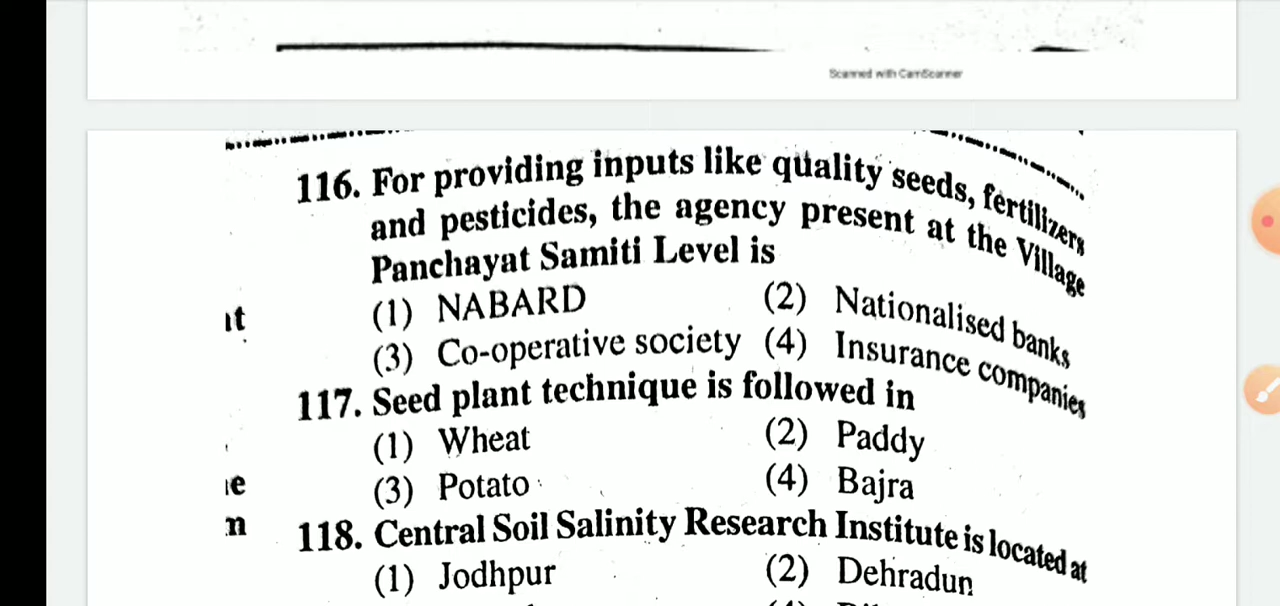 Scanned with CamScanner
116. For providing inputs like quality seeds, fertilizers
and pesticides, the agency present at the Village
Panchayat Samiti Level is
(1) NABARD (2) Nationalised banks
(3) Co-operative society (4) Insurance companies
117. Seed plant technique is followed in
(1) Wheat (2) Paddy
(3) Potato (4) Bajra
118. Central Soil Salinity Research Institute is located at
(1) Jodhpur (2) Dehradun